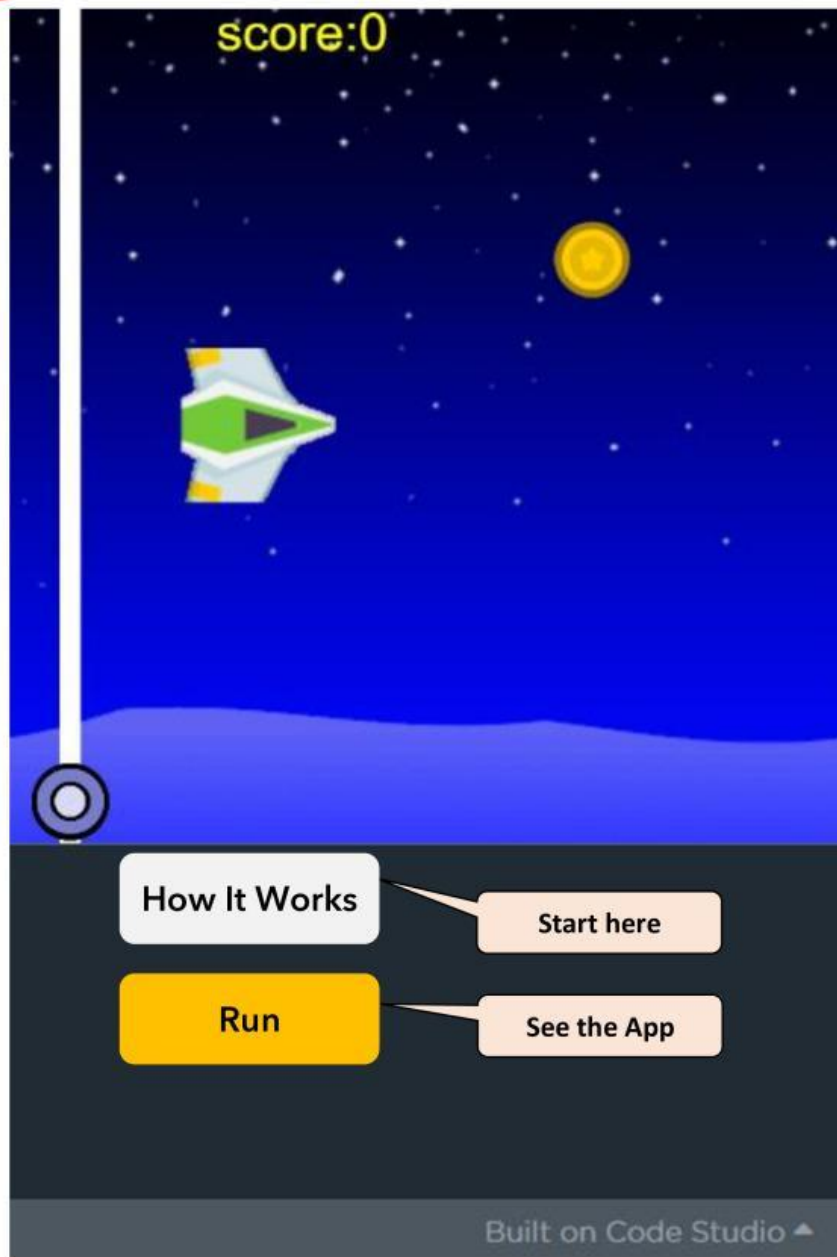 score:0
How It Works
Start here
Run
See the App
Built on Code Studio